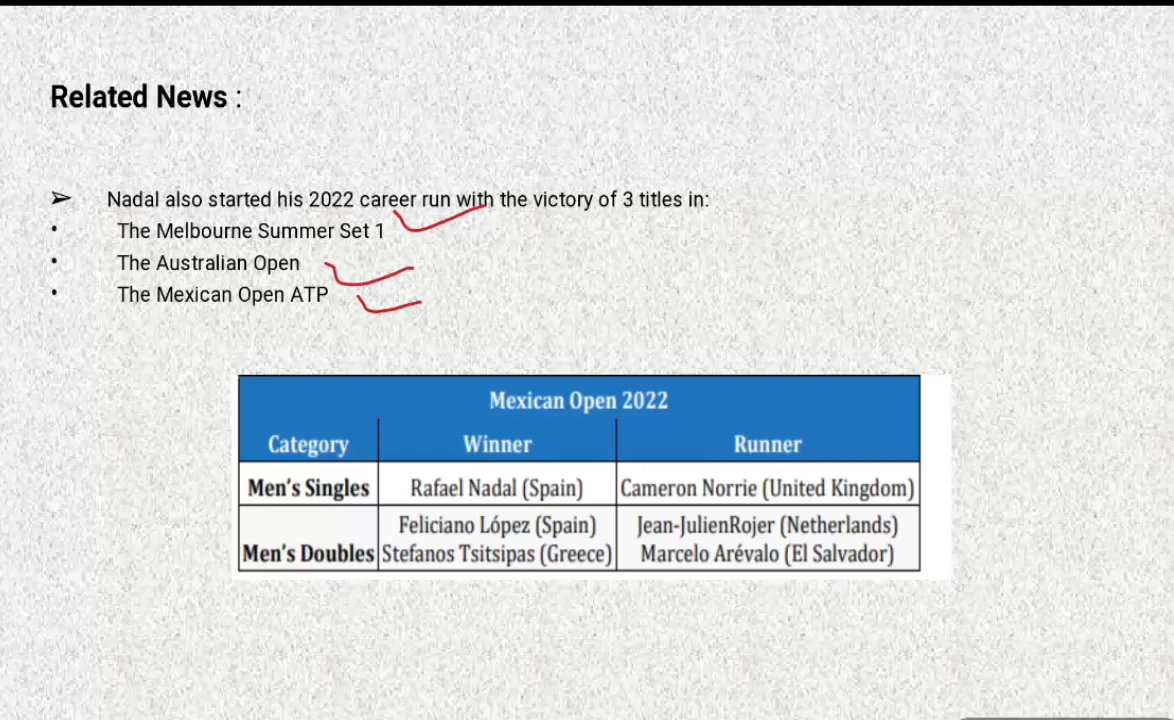 Related News :
➢ Nadal also started his 2022 career run with the victory of 3 titles in:
• The Melbourne Summer Set 1
• The Australian Open
• The Mexican Open ATP
Mexican Open 2022
Category Winner Runner
Men's Singles Rafael Nadal (Spain) Cameron Norrie (United Kingdom)
Feliciano López (Spain) Jean-JulienRojer (Netherlands)
Men's Doubles Stefanos Tsitsipas (Greece) Marcelo Arévalo (El Salvador)